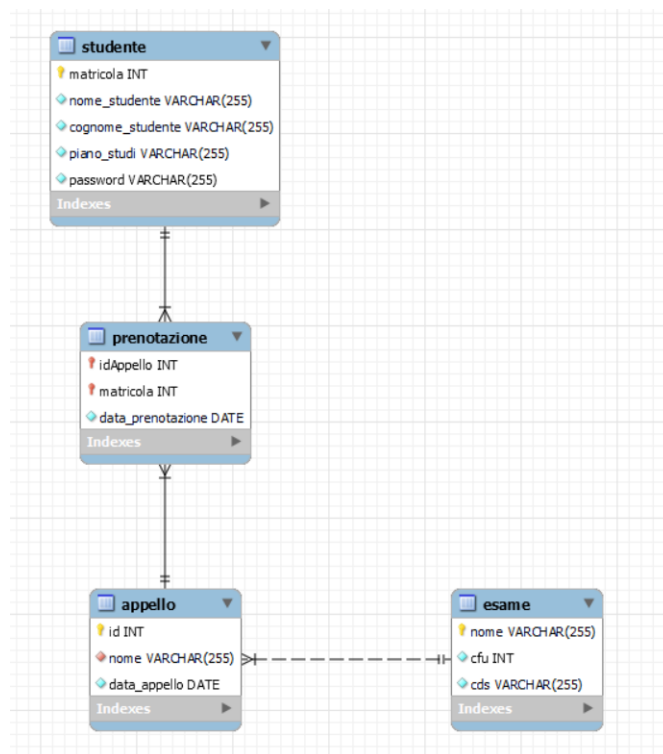 studente
matricola INT
nome_studente VARCHAR(255)
cognome_studente VARCHAR(255)
piano_studi VARCHAR(255)
password VARCHAR(255)
Indexes
prenotazione
idAppello INT
matricola INT
data_prenotazione DATE
Indexes
appello
id INT
nome VARCHAR(255)
data_appello DATE
Indexes
esame
nome VARCHAR(255)
cfu INT
cds VARCHAR(255)
Indexes